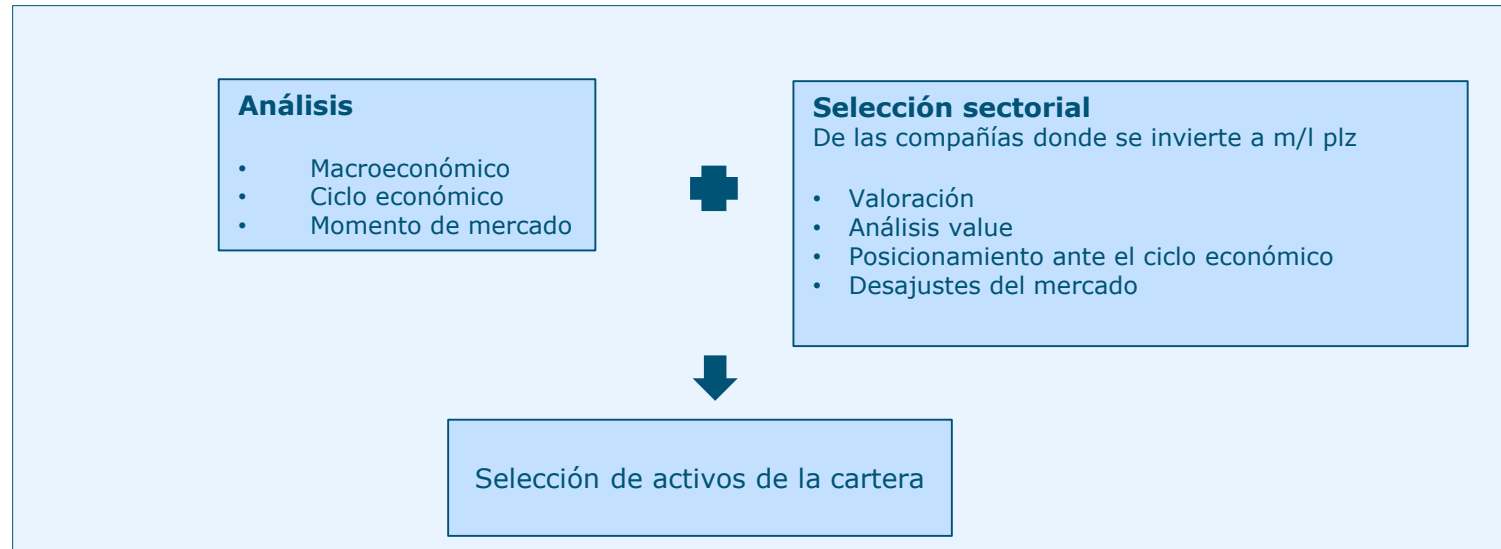 Análisis
• Macroeconómico
• Ciclo económico
• Momento de mercado
Selección sectorial
De las compañías donde se invierte a m/l plz
• Valoración
• Análisis value
• Posicionamiento ante el ciclo económico
• Desajustes del mercado
Selección de activos de la cartera